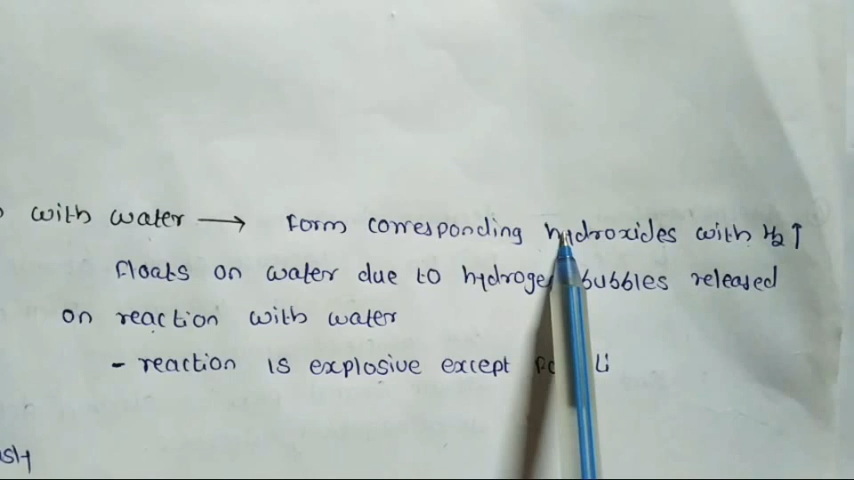 with water → Form corresponding hydroxides with H₂↑
floats on water due to hydrogen bubbles released
on reaction with water
- reaction is explosive except for Li